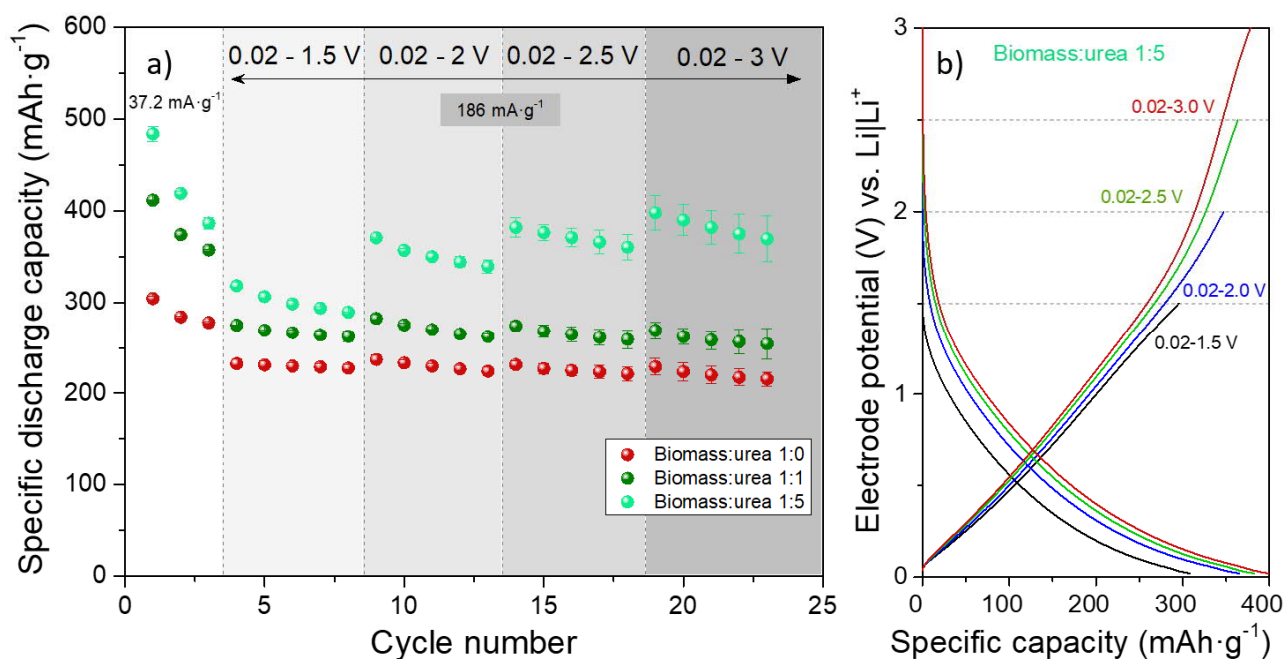 a)
0.02 - 1.5 V
0.02 - 2 V
0.02 - 2.5 V
0.02 - 3 V
37.2 mA·g⁻¹
186 mA·g⁻¹
Specific discharge capacity (mAh·g⁻¹)
600
500
400
300
200
100
0
Biomass:urea 1:0
Biomass:urea 1:1
Biomass:urea 1:5
0
5
10
15
20
25
Cycle number
b)
Biomass:urea 1:5
0.02-3.0 V
0.02-2.5 V
0.02-2.0 V
0.02-1.5 V
Electrode potential (V) vs. Li|Li⁺
3
2
1
0
0
100
200
300
400
Specific capacity (mAh·g⁻¹)